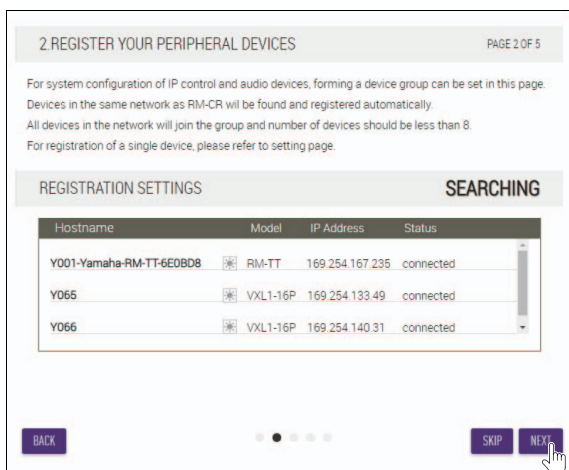 2.REGISTER YOUR PERIPHERAL DEVICES PAGE 2 OF 5
For system configuration of IP control and audio devices, forming a device group can be set in this page.
Devices in the same network as RM-CR wil be found and registered automatically.
All devices in the network will join the group and number of devices should be less than 8.
For registration of a single device, please refer to setting page.
REGISTRATION SETTINGS SEARCHING
Hostname Model IP Address Status
Y001-Yamaha-RM-TT-6E0BD8 RM-TT 169.254.167.235 connected
Y065 VXL1-16P 169.254.133.49 connected
Y066 VXL1-16P 169.254.140.31 connected
BACK SKIP NEXT